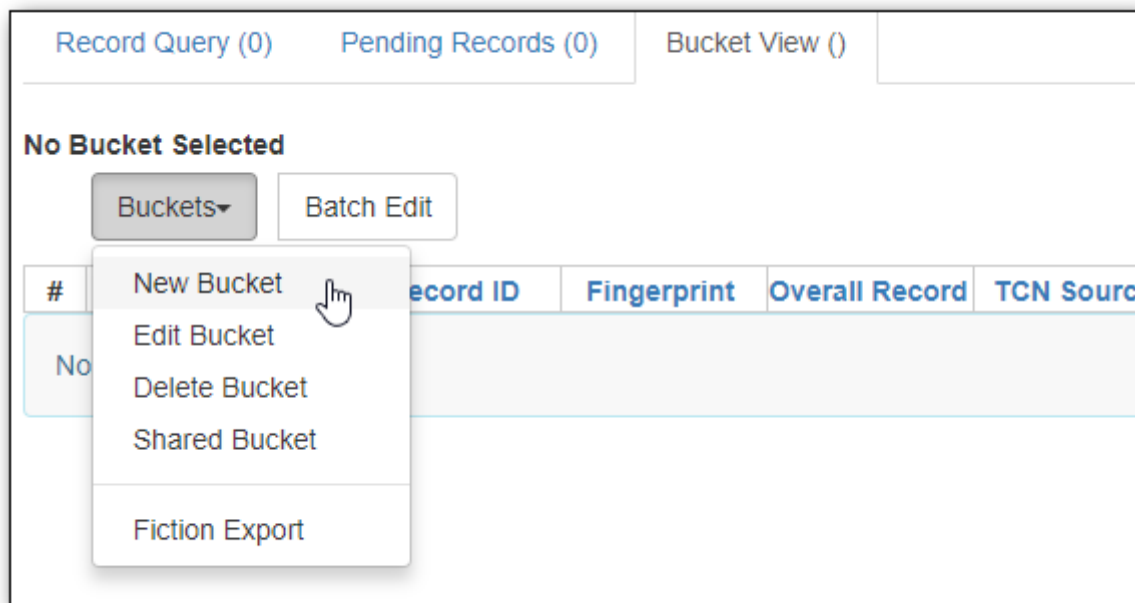 Record Query (0) Pending Records (0) Bucket View ()
No Bucket Selected
Buckets Batch Edit
# ecord ID Fingerprint Overall Record TCN Sourc
No
New Bucket
Edit Bucket
Delete Bucket
Shared Bucket
Fiction Export